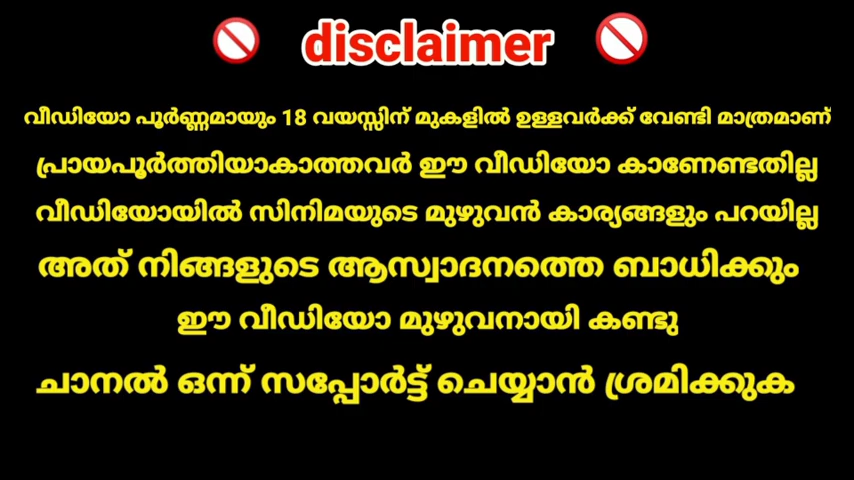 disclaimer
വീഡിയോ പൂർണ്ണമായും 18 വയസ്സിന് മുകളിൽ ഉള്ളവർക്ക് വേണ്ടി മാത്രമാണ്
പ്രായപൂർത്തിയാകാത്തവർ ഈ വീഡിയോ കാണേണ്ടതില്ല
വീഡിയോയിൽ സിനിമയുടെ മുഴുവൻ കാര്യങ്ങളും പറയില്ല
അത് നിങ്ങളുടെ ആസ്വാദനത്തെ ബാധിക്കും
ഈ വീഡിയോ മുഴുവനായി കണ്ടു
ചാനൽ ഒന്ന് സപ്പോർട്ട് ചെയ്യാൻ ശ്രമിക്കുക